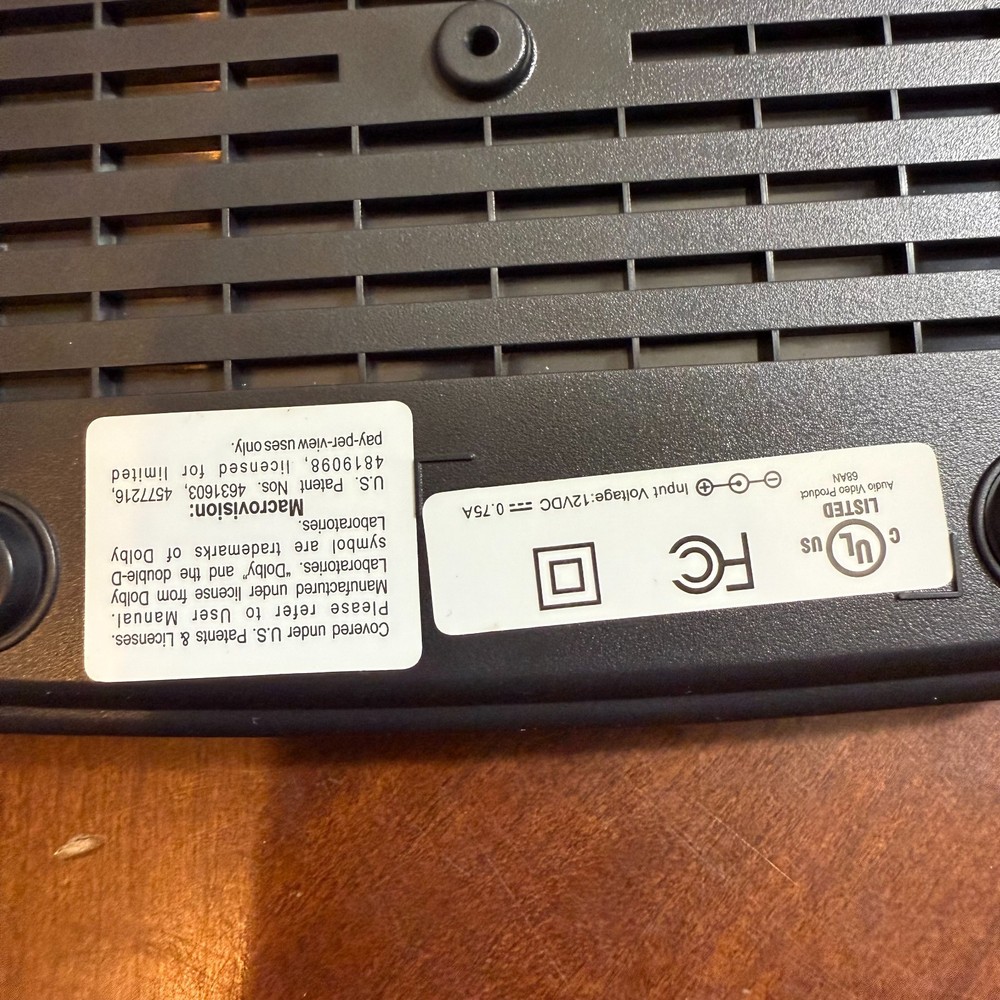 Covered under U.S. Patents & Licenses.
Please refer to User Manual.
Manufactured under license from Dolby
Laboratories. "Dolby" and the double-D
symbol are trademarks of Dolby
Laboratories.
Macrovision:
U.S. Patent Nos. 4631603, 4577216,
4819098, licensed for limited
pay-per-view uses only.
C UL US
LISTED
Audio Video Product
68AN
FC
Input Voltage:12VDC 0.75A